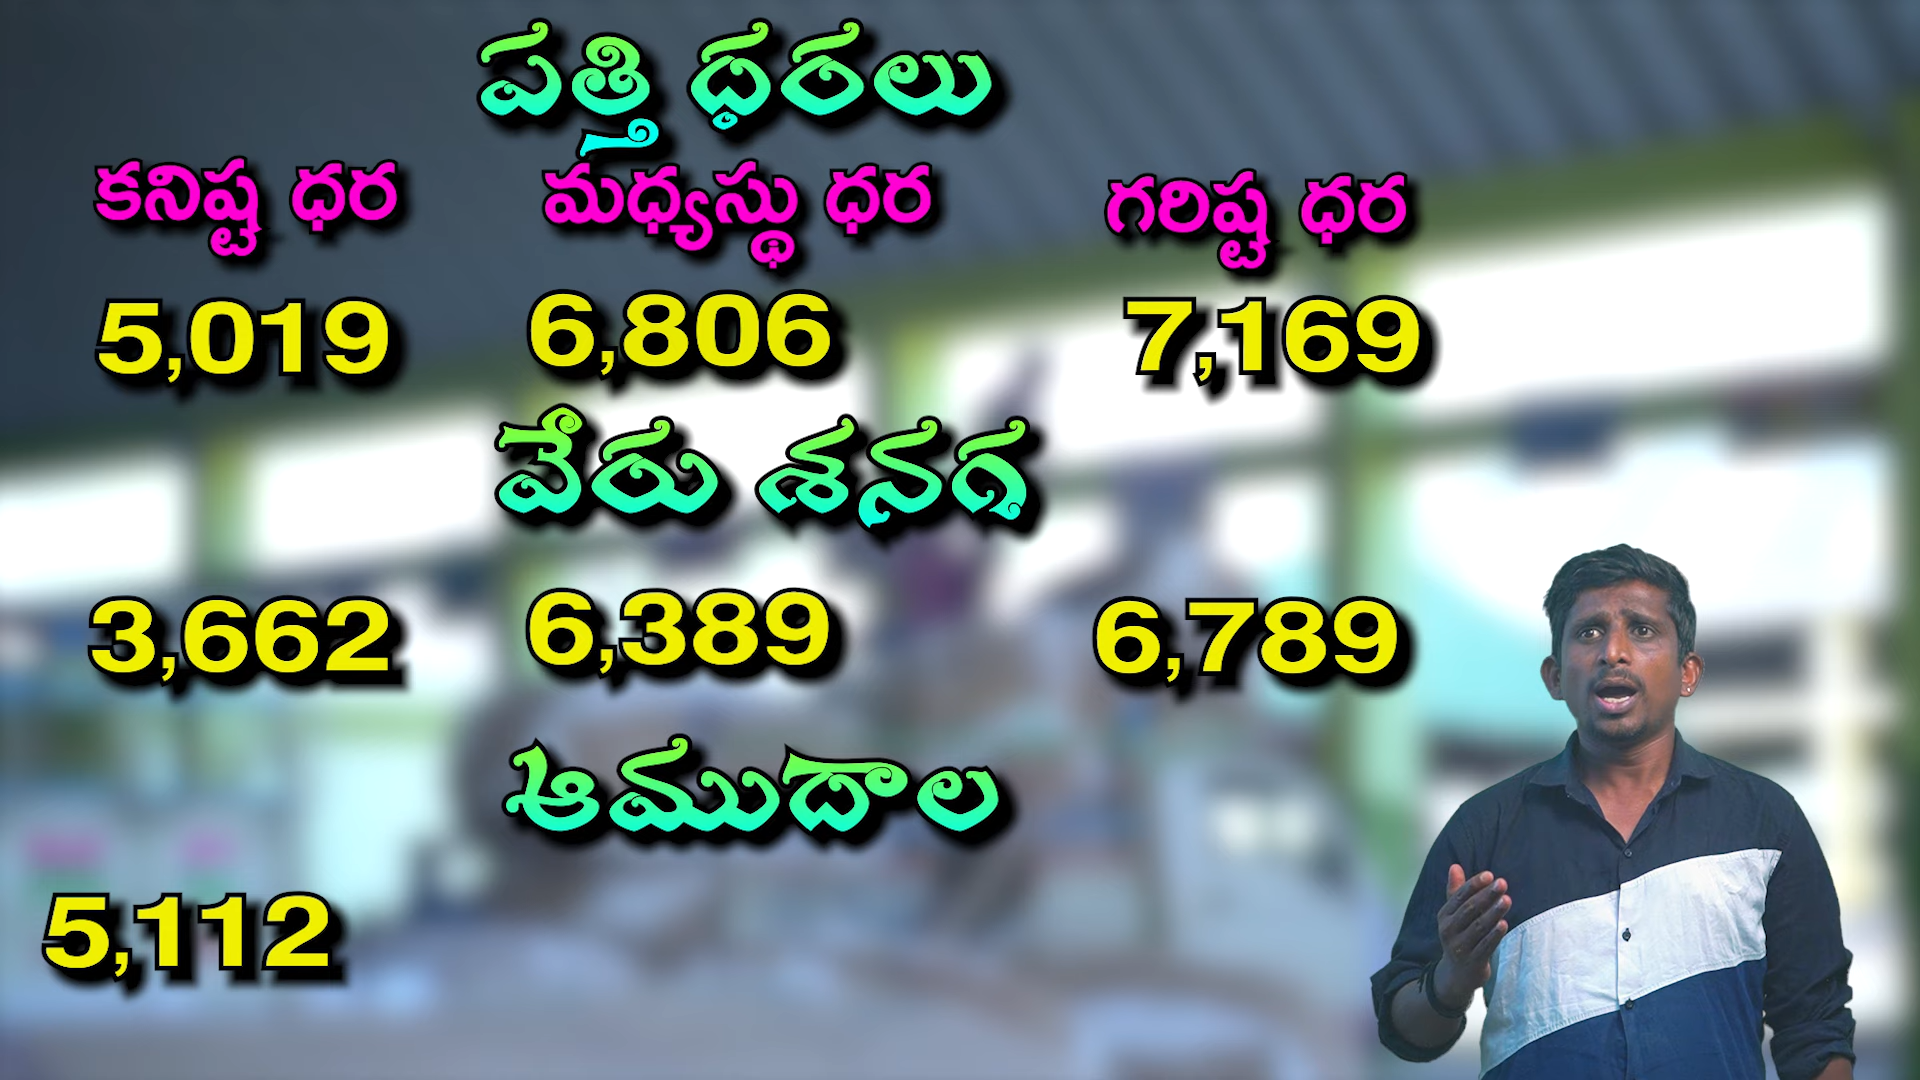 పత్తి ధరలు
కనిష్ట ధర మధ్యస్థు ధర గరిష్ట ధర
5,019 6,806 7,169
వేరు శనగ
3,662 6,389 6,789
ఆముదాల
5,112